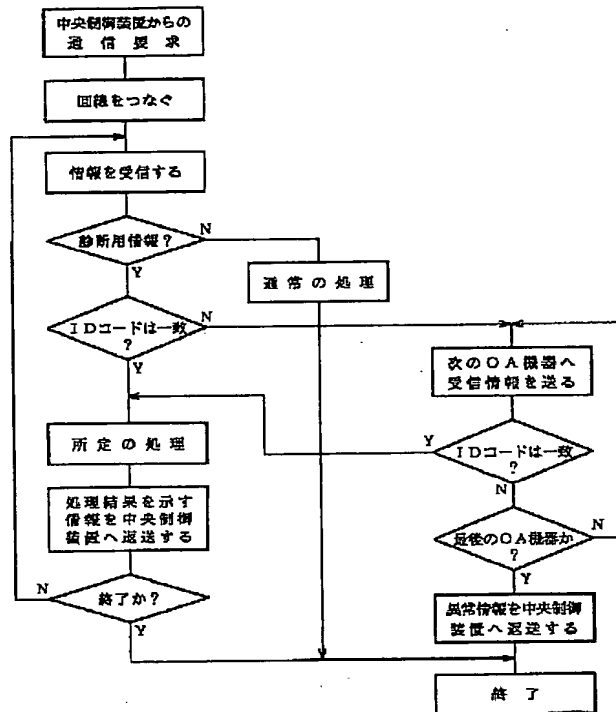 中央制御装置からの
通信要求
回線をつなぐ
情報を受信する
診断用情報?
N
Y
通常の処理
IDコードは一致
?
N
Y
次のOA機器へ
受信情報を送る
所定の処理
Y
IDコードは一致
?
N
処理結果を示す
情報を中央制御
装置へ返送する
最後のOA機器か
?
N
Y
N
終了か?
Y
異常情報を中央制御
装置へ返送する
終了